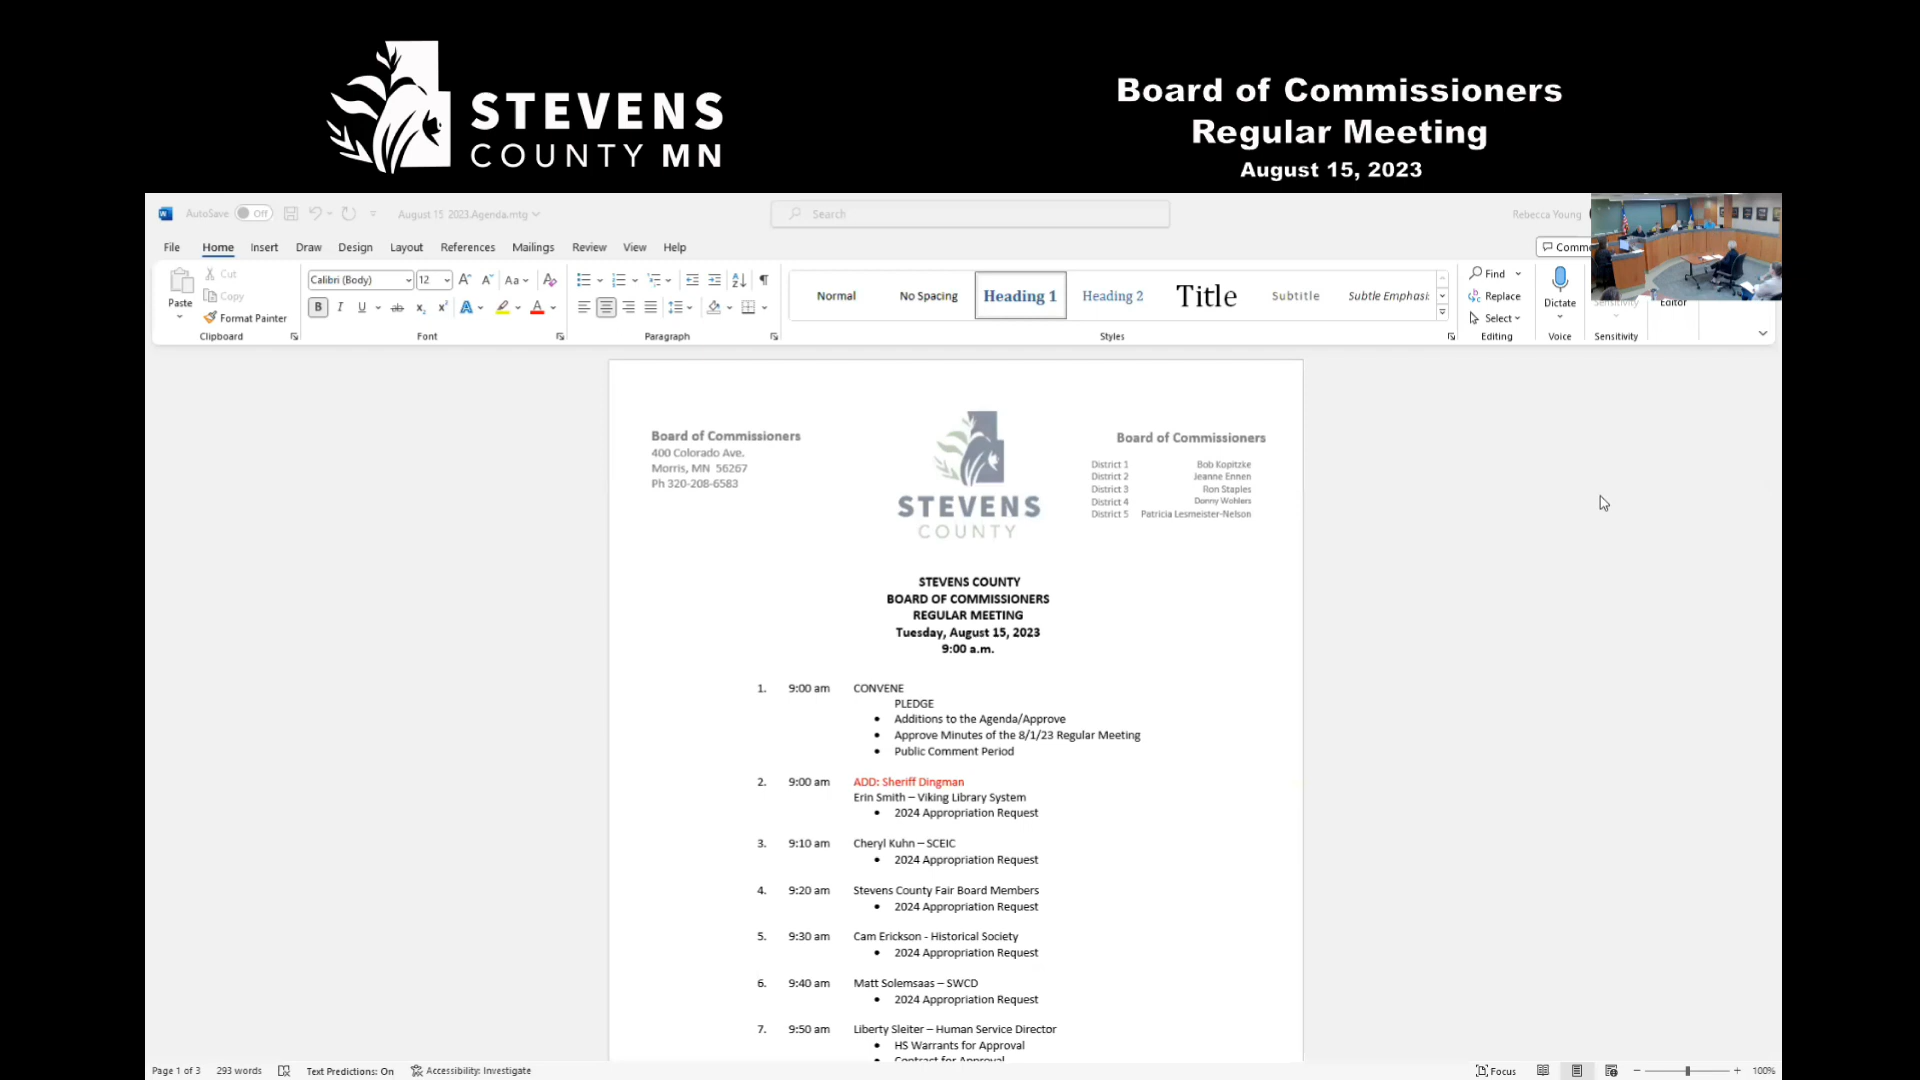 STEVENS
COUNTY MN
Board of Commissioners
Regular Meeting
August 15, 2023
AutoSave Off August 15 2023.Agenda.mtg Search Rebecca Young
File Home Insert Draw Design Layout References Mailings Review View Help
Paste Cut Copy Format Painter
Calibri (Body) 12
Normal No Spacing Heading 1 Heading 2 Title Subtitle Subtle Emphasis
Find Replace Select
Dictate Sensitivity Editor
Clipboard Font Paragraph Styles Editing Voice Sensitivity
Board of Commissioners
400 Colorado Ave.
Morris, MN 56267
Ph 320-208-6583
STEVENS
COUNTY
Board of Commissioners
District 1 Bob Kopitzke
District 2 Jeanne Ennen
District 3 Ron Staples
District 4 Donny Wohlers
District 5 Patricia Lesmeister-Nelson
STEVENS COUNTY
BOARD OF COMMISSIONERS
REGULAR MEETING
Tuesday, August 15, 2023
9:00 a.m.
1. 9:00 am CONVENE
PLEDGE
• Additions to the Agenda/Approve
• Approve Minutes of the 8/1/23 Regular Meeting
• Public Comment Period
2. 9:00 am ADD: Sheriff Dingman
Erin Smith – Viking Library System
• 2024 Appropriation Request
3. 9:10 am Cheryl Kuhn – SCEIC
• 2024 Appropriation Request
4. 9:20 am Stevens County Fair Board Members
• 2024 Appropriation Request
5. 9:30 am Cam Erickson - Historical Society
• 2024 Appropriation Request
6. 9:40 am Matt Solemsaas – SWCD
• 2024 Appropriation Request
7. 9:50 am Liberty Sleiter – Human Service Director
• HS Warrants for Approval
• Contract for Approval
Page 1 of 3 293 words Text Predictions: On Accessibility: Investigate Focus 100%